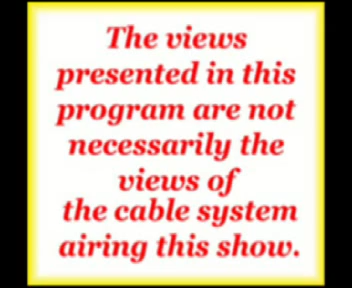 The views
presented in this
program are not
necessarily the
views of
the cable system
airing this show.